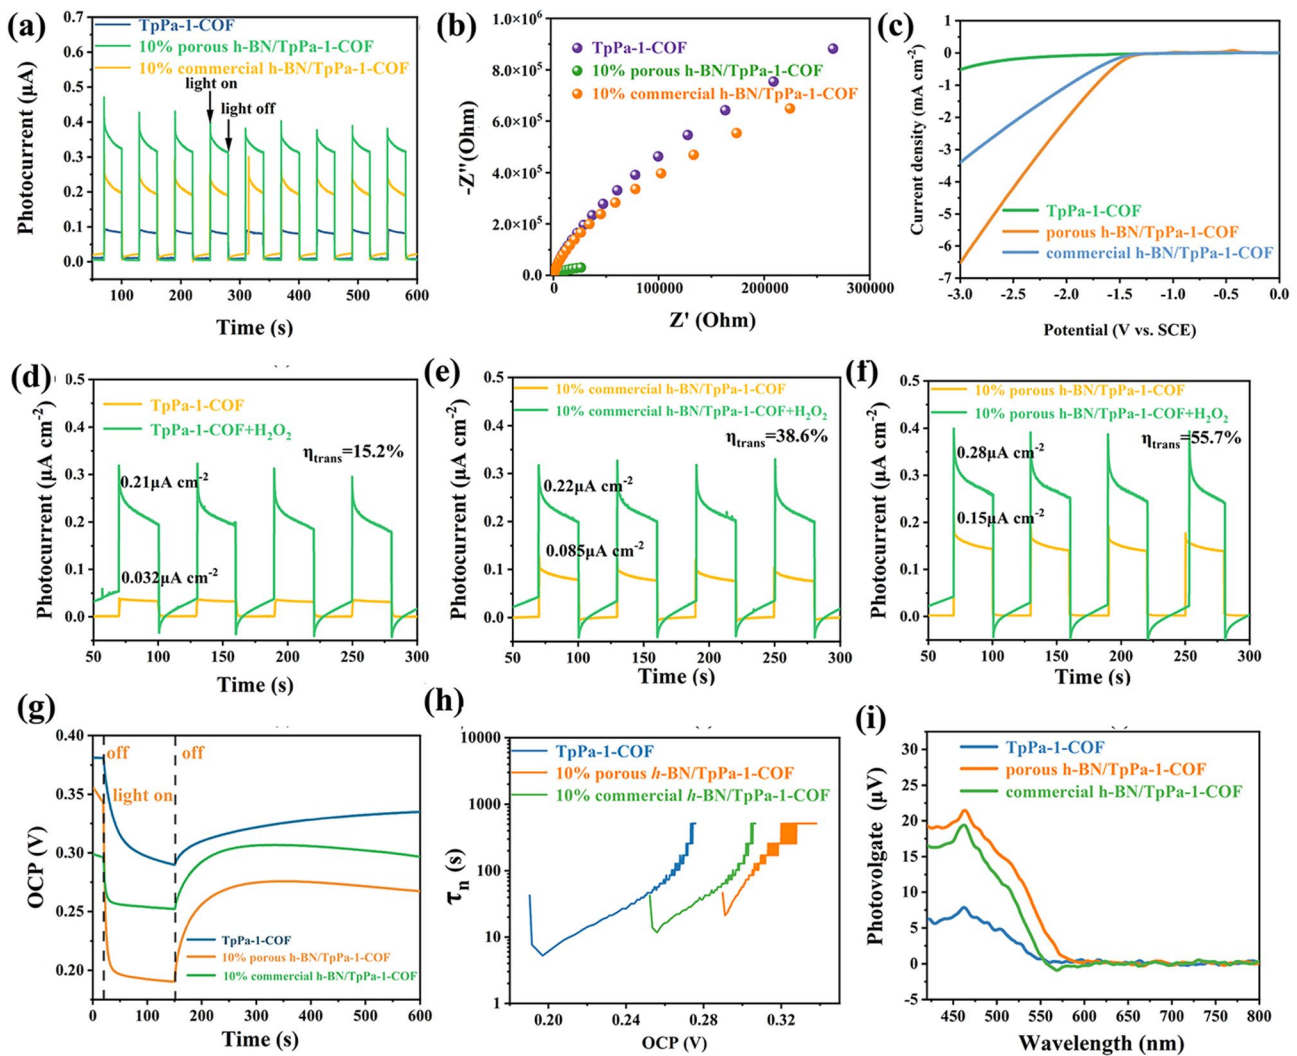 (a)
TpPa-1-COF
10% porous h-BN/TpPa-1-COF
10% commercial h-BN/TpPa-1-COF
light on
light off
Photocurrent (μA)
0.7
0.6
0.5
0.4
0.3
0.2
0.1
0.0
100 200 300 400 500 600
Time (s)
(b)
TpPa-1-COF
10% porous h-BN/TpPa-1-COF
10% commercial h-BN/TpPa-1-COF
-Z''(Ohm)
1.0×10⁶
8.0×10⁵
6.0×10⁵
4.0×10⁵
2.0×10⁵
0.0
0 100000 200000 300000
Z' (Ohm)
(c)
Current density (mA cm⁻²)
1
0
-1
-2
-3
-4
-5
-6
-7
TpPa-1-COF
porous h-BN/TpPa-1-COF
commercial h-BN/TpPa-1-COF
-3.0 -2.5 -2.0 -1.5 -1.0 -0.5 0.0
Potential (V vs. SCE)
(d)
TpPa-1-COF
TpPa-1-COF+H₂O₂
ηtrans=15.2%
0.21μA cm⁻²
0.032μA cm⁻²
Photocurrent (μA cm⁻²)
0.5
0.4
0.3
0.2
0.1
0.0
50 100 150 200 250 300
Time (s)
(e)
10% commercial h-BN/TpPa-1-COF
10% commercial h-BN/TpPa-1-COF+H₂O₂
ηtrans=38.6%
0.22μA cm⁻²
0.085μA cm⁻²
Photocurrent (μA cm⁻²)
0.5
0.4
0.3
0.2
0.1
0.0
50 100 150 200 250 300
Time (s)
(f)
10% porous h-BN/TpPa-1-COF
10% porous h-BN/TpPa-1-COF+H₂O₂
ηtrans=55.7%
0.28μA cm⁻²
0.15μA cm⁻²
Photocurrent (μA cm⁻²)
0.5
0.4
0.3
0.2
0.1
0.0
50 100 150 200 250 300
Time (s)
(g)
off
off
light on
OCP (V)
0.40
0.35
0.30
0.25
0.20
TpPa-1-COF
10% porous h-BN/TpPa-1-COF
10% commercial h-BN/TpPa-1-COF
0 100 200 300 400 500 600
Time (s)
(h)
TpPa-1-COF
10% porous h-BN/TpPa-1-COF
10% commercial h-BN/TpPa-1-COF
τn (s)
10000
1000
100
10
1
0.20 0.24 0.28 0.32
OCP (V)
(i)
TpPa-1-COF
porous h-BN/TpPa-1-COF
commercial h-BN/TpPa-1-COF
Photovolgate (μV)
30
25
20
15
10
5
0
-5
450 500 550 600 650 700 750 800
Wavelength (nm)